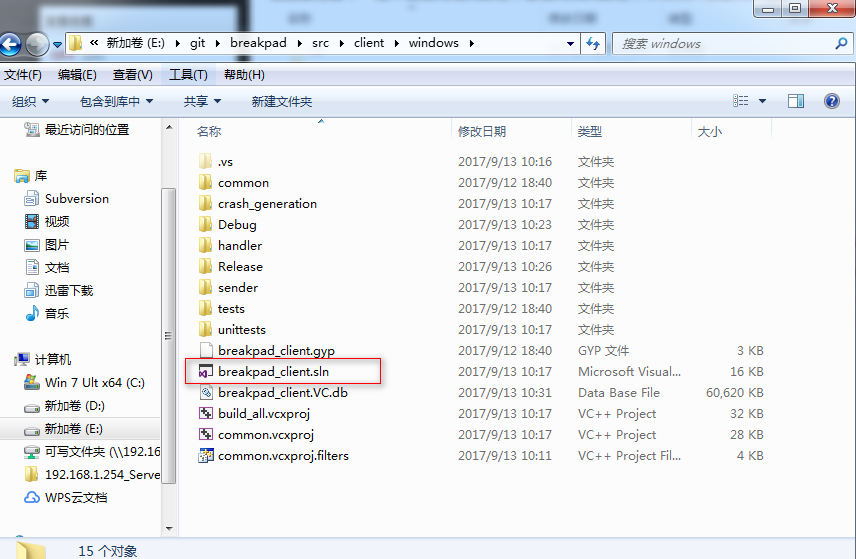 « 新加卷 (E:) ▸ git ▸ breakpad ▸ src ▸ client ▸ windows ▸ 搜索 windows
文件(F) 编辑(E) 查看(V) 工具(T) 帮助(H)
组织 包含到库中 共享 新建文件夹
最近访问的位置
库
Subversion
视频
图片
文档
迅雷下载
音乐
计算机
Win 7 Ult x64 (C:)
新加卷 (D:)
新加卷 (E:)
可写文件夹 (\\192.16
192.168.1.254_Serve
WPS云文档
名称 修改日期 类型 大小
.vs 2017/9/13 10:16 文件夹
common 2017/9/12 18:40 文件夹
crash_generation 2017/9/13 10:17 文件夹
Debug 2017/9/13 10:23 文件夹
handler 2017/9/13 10:17 文件夹
Release 2017/9/13 10:26 文件夹
sender 2017/9/13 10:17 文件夹
tests 2017/9/12 18:40 文件夹
unittests 2017/9/13 10:17 文件夹
breakpad_client.gyp 2017/9/12 18:40 GYP 文件 3 KB
breakpad_client.sln 2017/9/13 10:17 Microsoft Visual... 16 KB
breakpad_client.VC.db 2017/9/13 10:31 Data Base File 60,620 KB
build_all.vcxproj 2017/9/13 10:17 VC++ Project 32 KB
common.vcxproj 2017/9/13 10:17 VC++ Project 28 KB
common.vcxproj.filters 2017/9/13 10:11 VC++ Project Fil... 4 KB
15 个对象